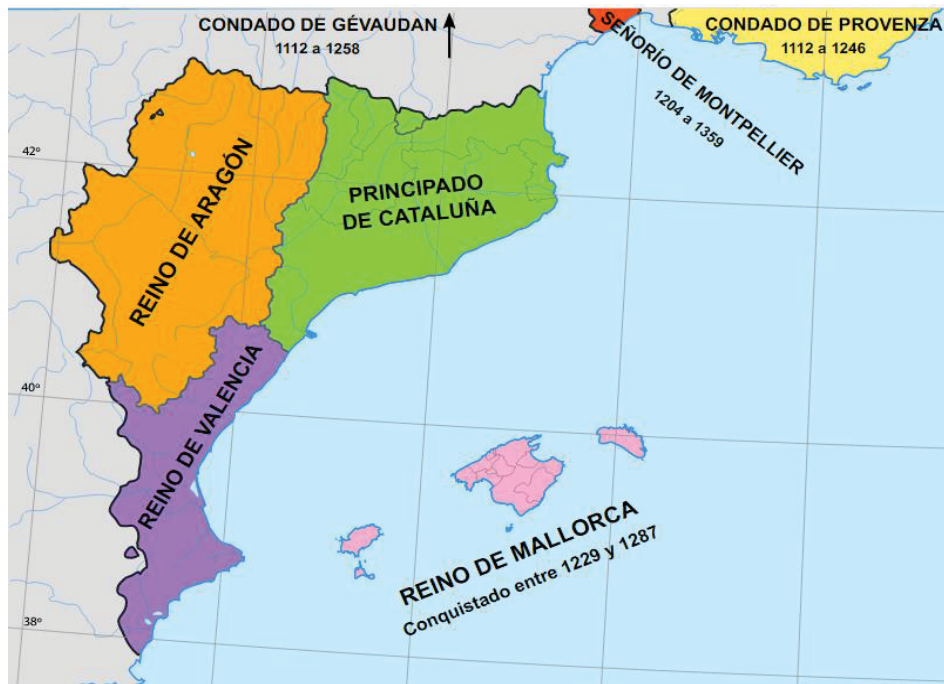 CONDADO DE GÉVAUDAN
1112 a 1258
CONDADO DE PROVENZA
1112 a 1246
SEÑORÍO DE MONTPELLIER
1204 a 1359
42º
REINO DE ARAGÓN
PRINCIPADO
DE CATALUÑA
40º
REINO DE VALENCIA
REINO DE MALLORCA
Conquistado entre 1229 y 1287
38º